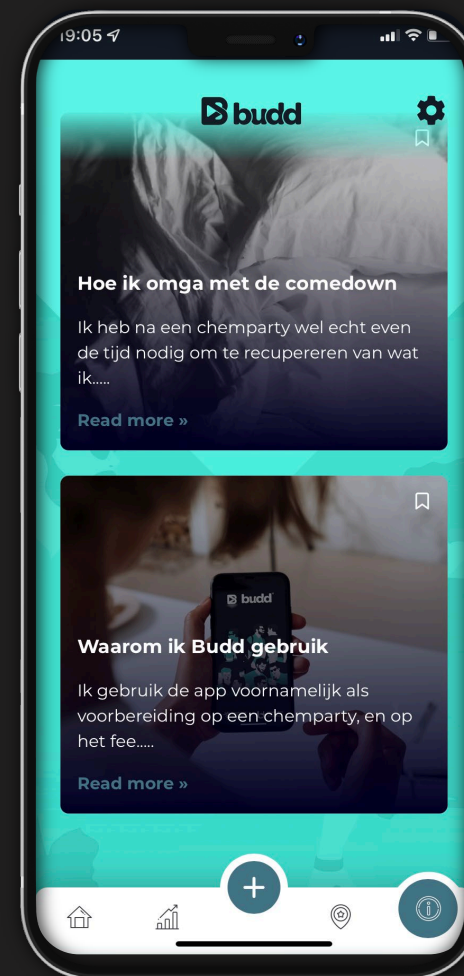 19:05
budd
Hoe ik omga met de comedown
Ik heb na een chemparty wel echt even
de tijd nodig om te recupereren van wat
ik.....
Read more »
budd
Waarom ik Budd gebruik
Ik gebruik de app voornamelijk als
voorbereiding op een chemparty, en op
het fee.....
Read more »